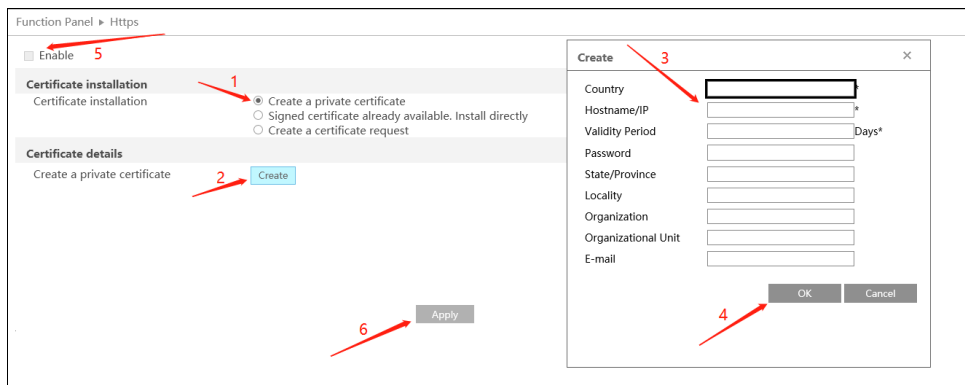 Function Panel ▶ Https
Enable
5
Certificate installation
Certificate installation
1
Create a private certificate
Signed certificate already available. Install directly
Create a certificate request
Certificate details
Create a private certificate
2
Create
Apply
6
Create
×
3
Country
*
Hostname/IP
*
Validity Period
Days*
Password
State/Province
Locality
Organization
Organizational Unit
E-mail
OK
Cancel
4